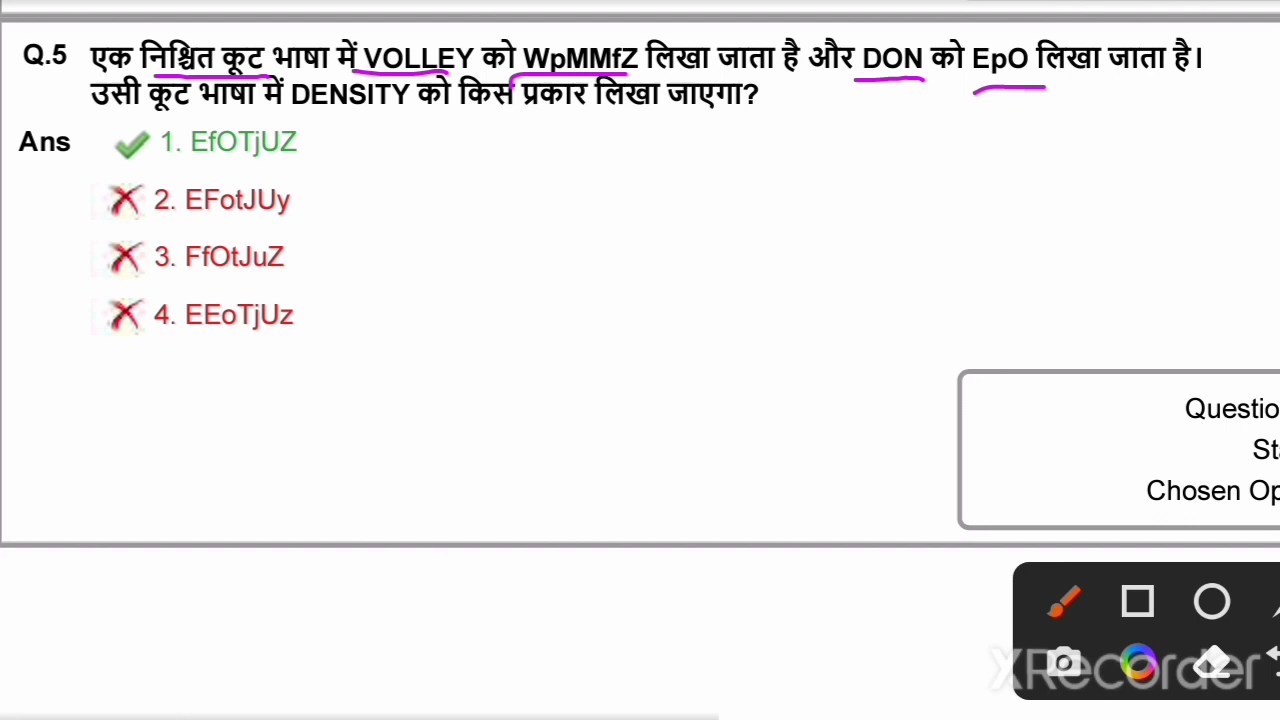 Q.5 एक निश्चित कूट भाषा में VOLLEY को WpMMfZ लिखा जाता है और DON को EpO लिखा जाता है।
उसी कूट भाषा में DENSITY को किस प्रकार लिखा जाएगा?
Ans 1. EfOTjUZ
2. EFotJUy
3. FfOtJuZ
4. EEoTjUz
Questio
Sta
Chosen Op
XRecorder